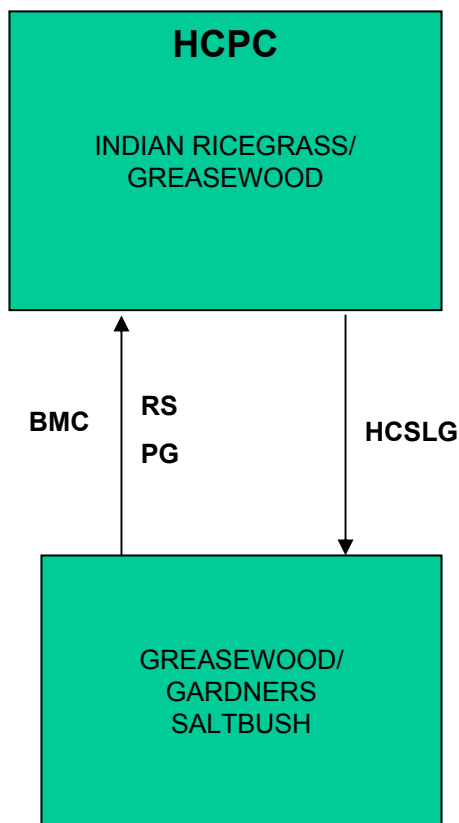 HCPC
INDIAN RICEGRASS/
GREASEWOOD
BMC
RS
PG
HCSLG
GREASEWOOD/
GARDNERS
SALTBUSH